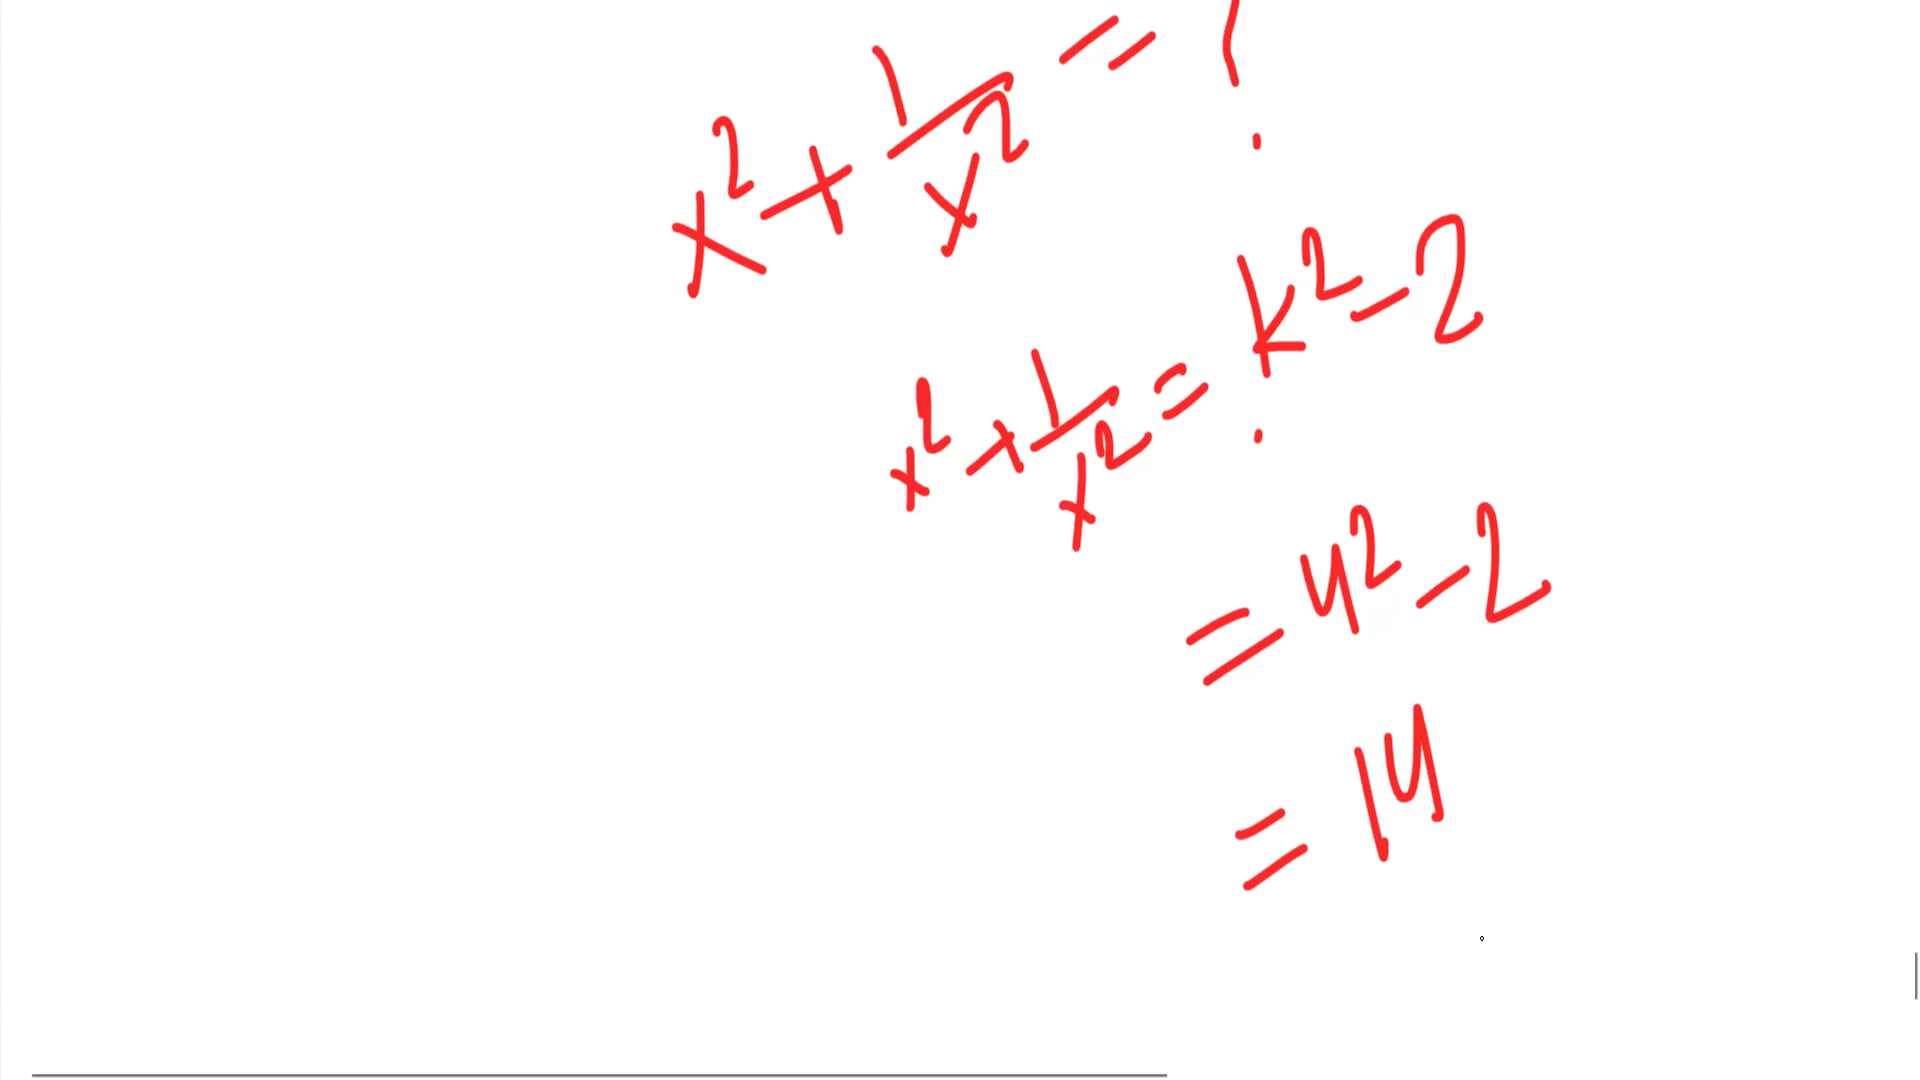 x² + 1/x² = ?
x² + 1/x² = k² - 2
= 4² - 2
= 14